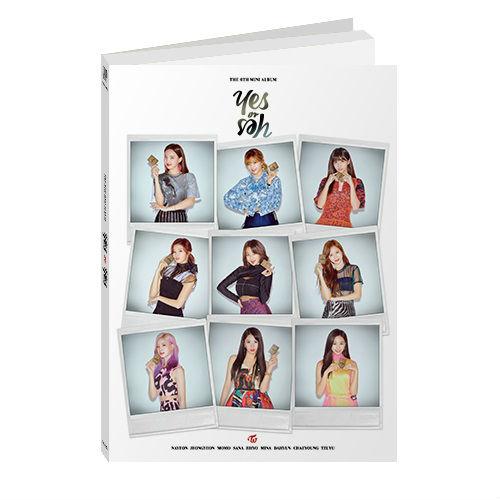 THE 6TH MINI ALBUM
Yes
or
Yes
NAYEON JEONGYEON MOMO SANA JIHYO MINA DAHYUN CHAEYOUNG TZUYU